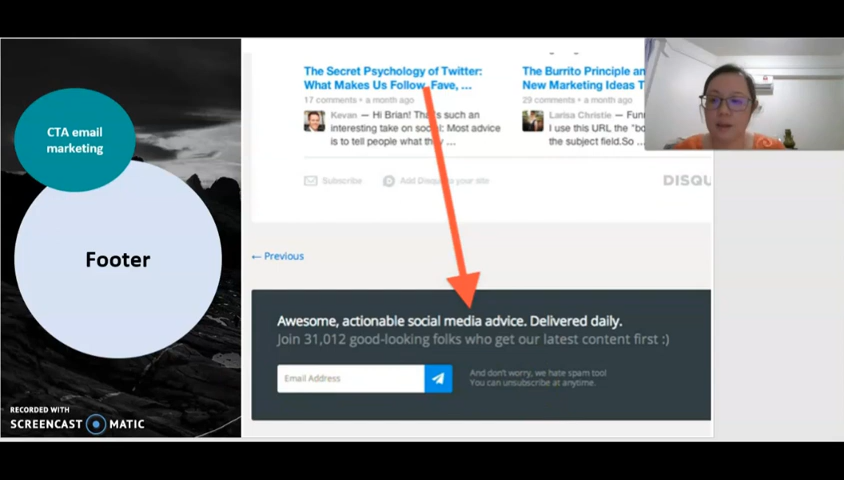 CTA email
marketing
Footer
RECORDED WITH
SCREENCAST MATIC
The Secret Psychology of Twitter:
What Makes Us Follow, Fave, ...
17 comments • a month ago
Kevan — Hi Brian! That's such an
interesting take on social: Most advice
is to tell people what they ...
The Burrito Principle an
New Marketing Ideas T
29 comments • a month ago
Larissa Christie — Fun
I use this URL the "bo
the subject field.So ...
Subscribe
Add Disqus to your site
DISQU
← Previous
Awesome, actionable social media advice. Delivered daily.
Join 31,012 good-looking folks who get our latest content first :)
Email Address
And don't worry, we hate spam too!
You can unsubscribe at anytime.